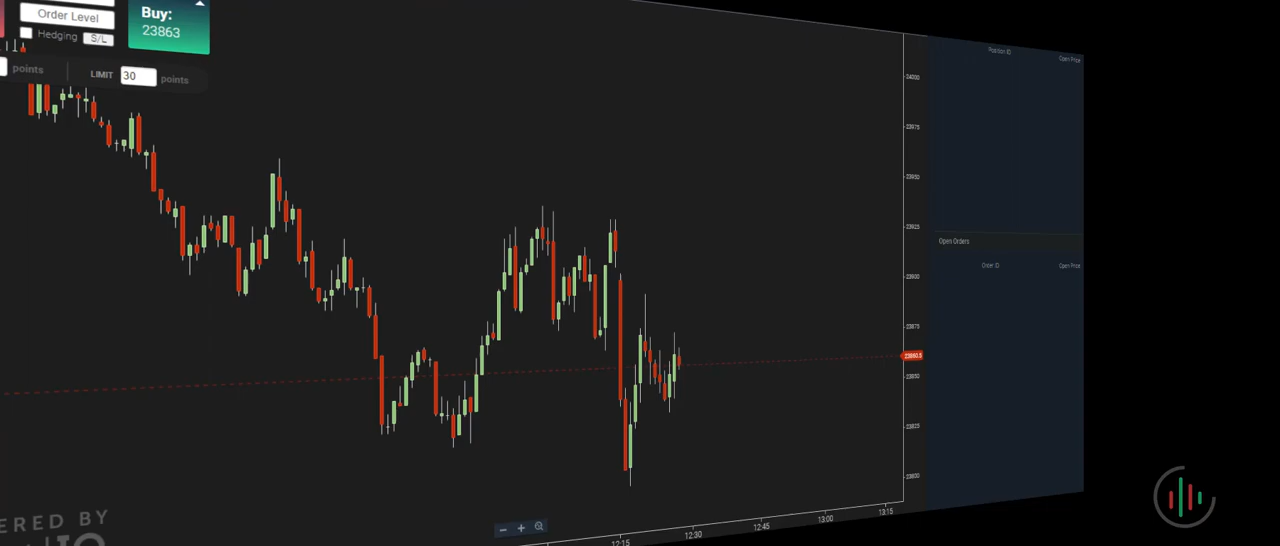 Order Level
Buy:
23863
Hedging
S/L
points
LIMIT
30
points
Position ID
Open Price
24000
23975
23950
23925
23900
23875
23860.5
23850
23825
23800
Open Orders
Order ID
Open Price
ERED BY
12:15
12:30
12:45
13:00
13:15